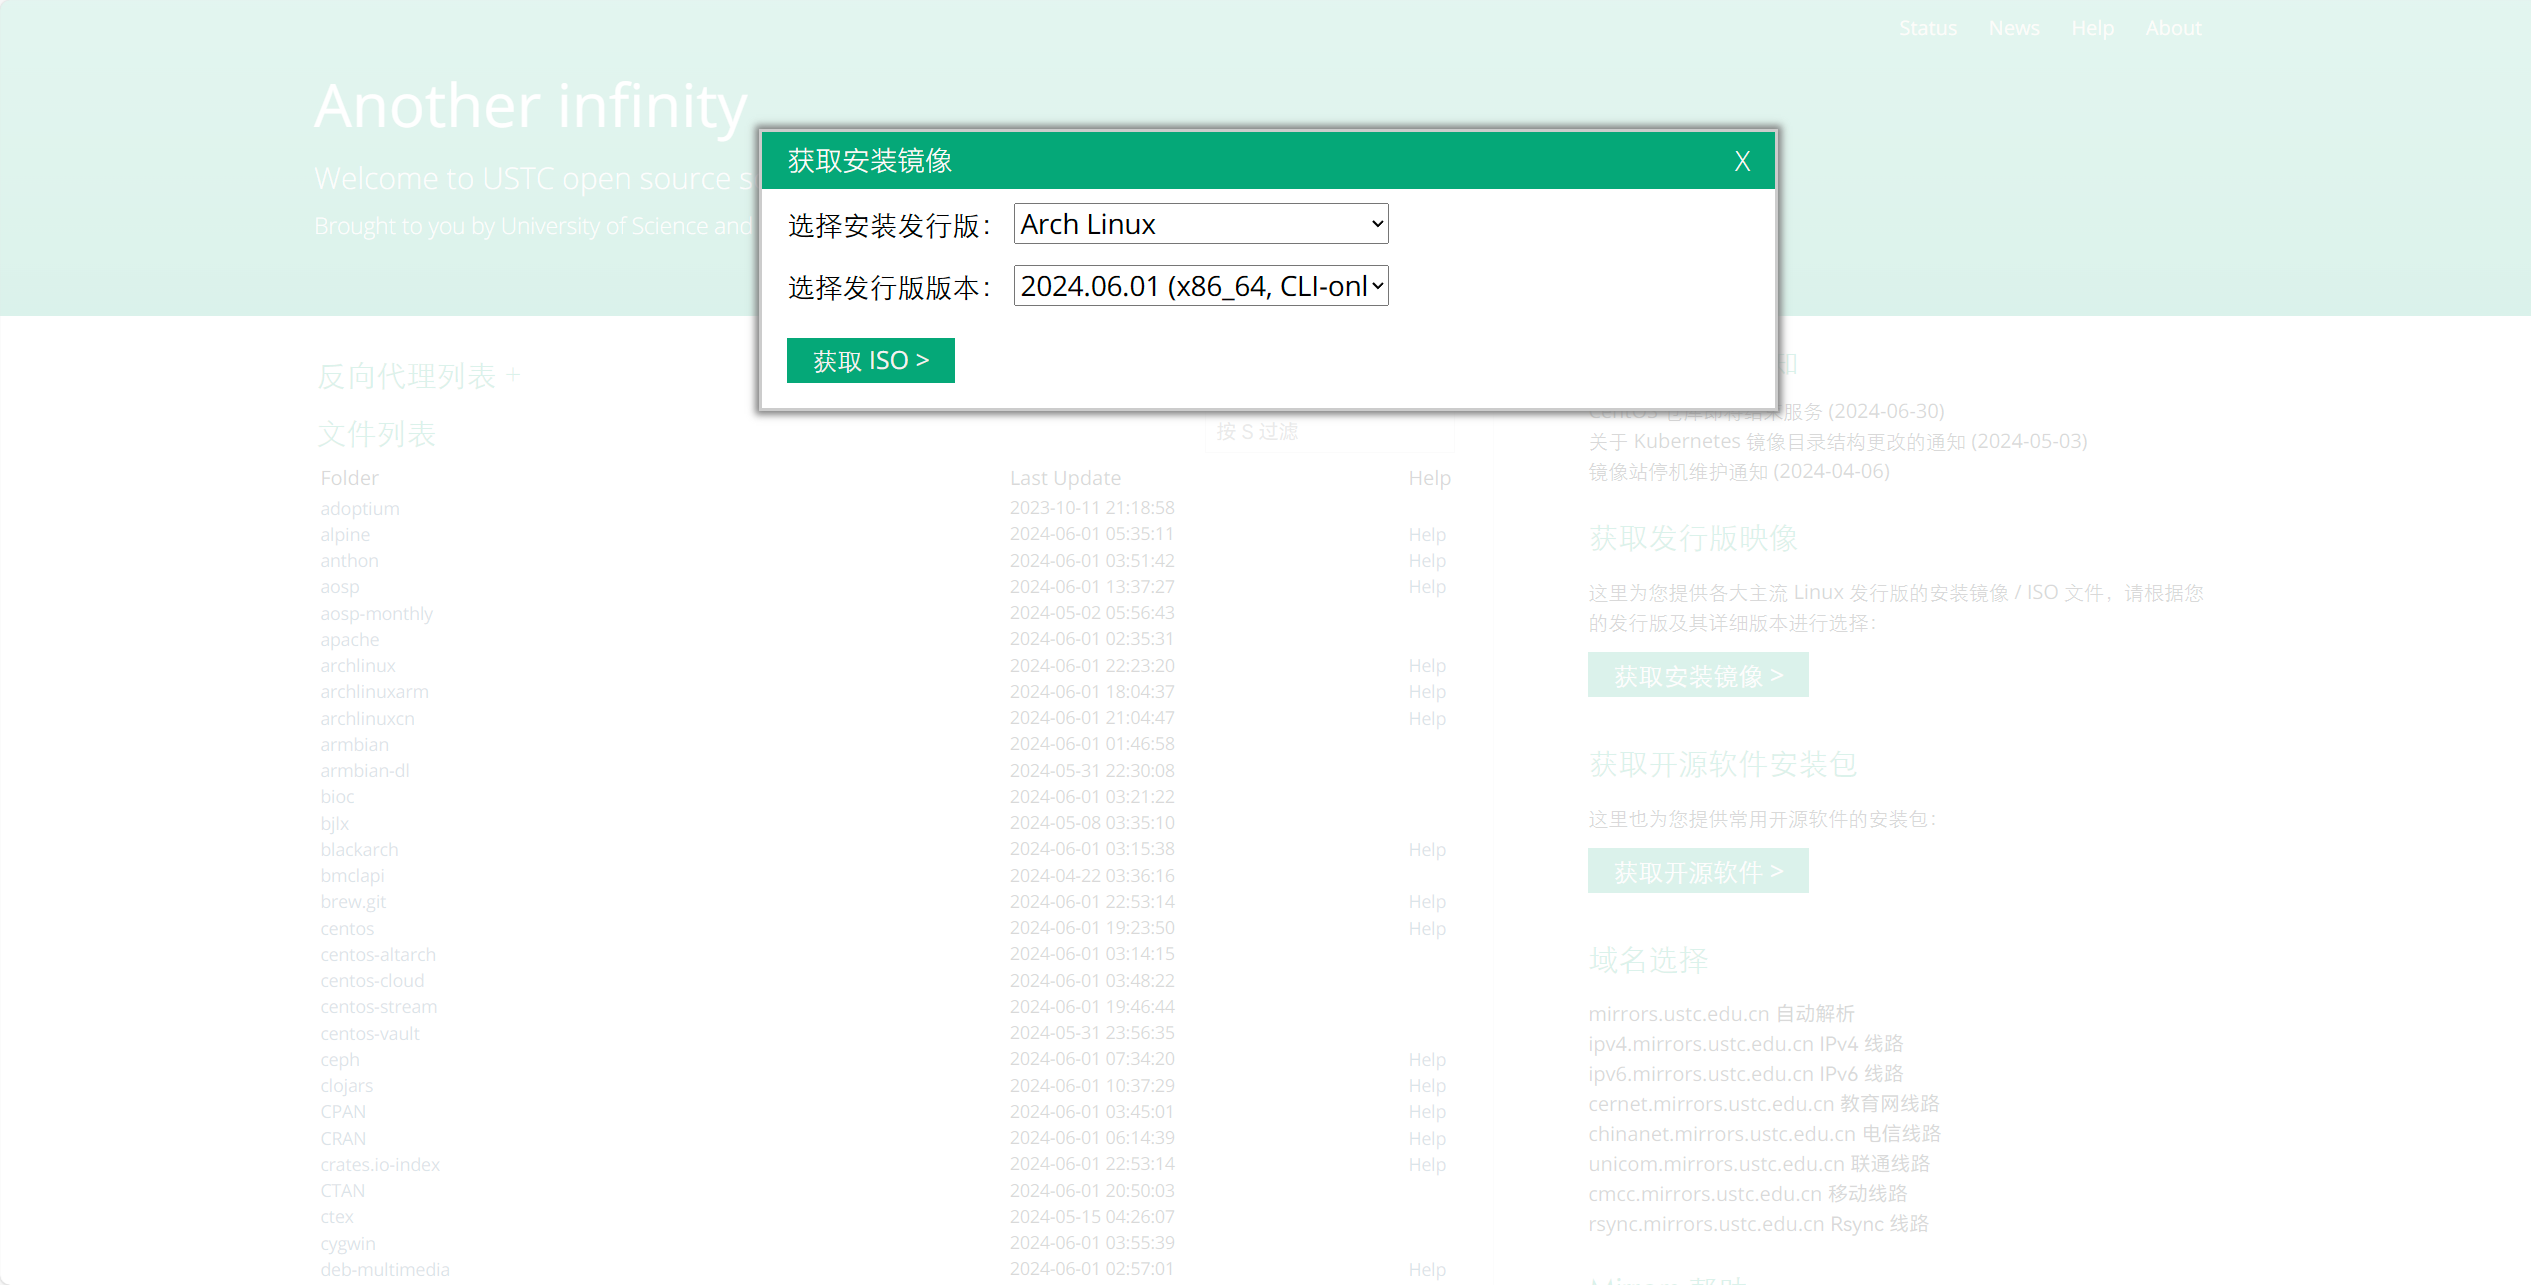 Status News Help About
Another infinity
Welcome to USTC open source s
Brought to you by University of Science and
获取安装镜像 X
选择安装发行版： Arch Linux
选择发行版版本： 2024.06.01 (x86_64, CLI-onl
获取 ISO >
反向代理列表 +
文件列表
按 S 过滤
Folder Last Update Help
adoptium 2023-10-11 21:18:58
alpine 2024-06-01 05:35:11 Help
anthon 2024-06-01 03:51:42 Help
aosp 2024-06-01 13:37:27 Help
aosp-monthly 2024-05-02 05:56:43
apache 2024-06-01 02:35:31
archlinux 2024-06-01 22:23:20 Help
archlinuxarm 2024-06-01 18:04:37 Help
archlinuxcn 2024-06-01 21:04:47 Help
armbian 2024-06-01 01:46:58
armbian-dl 2024-05-31 22:30:08
bioc 2024-06-01 03:21:22
bjlx 2024-05-08 03:35:10
blackarch 2024-06-01 03:15:38 Help
bmclapi 2024-04-22 03:36:16
brew.git 2024-06-01 22:53:14 Help
centos 2024-06-01 19:23:50 Help
centos-altarch 2024-06-01 03:14:15
centos-cloud 2024-06-01 03:48:22
centos-stream 2024-06-01 19:46:44
centos-vault 2024-05-31 23:56:35
ceph 2024-06-01 07:34:20 Help
clojars 2024-06-01 10:37:29 Help
CPAN 2024-06-01 03:45:01 Help
CRAN 2024-06-01 06:14:39 Help
crates.io-index 2024-06-01 22:53:14 Help
CTAN 2024-06-01 20:50:03
ctex 2024-05-15 04:26:07
cygwin 2024-06-01 03:55:39
deb-multimedia 2024-06-01 02:57:01 Help
知
CentOS 仓库即将结束服务 (2024-06-30)
关于 Kubernetes 镜像目录结构更改的通知 (2024-05-03)
镜像站停机维护通知 (2024-04-06)
获取发行版映像
这里为您提供各大主流 Linux 发行版的安装镜像 / ISO 文件，请根据您
的发行版及其详细版本进行选择：
获取安装镜像 >
获取开源软件安装包
这里也为您提供常用开源软件的安装包：
获取开源软件 >
域名选择
mirrors.ustc.edu.cn 自动解析
ipv4.mirrors.ustc.edu.cn IPv4 线路
ipv6.mirrors.ustc.edu.cn IPv6 线路
cernet.mirrors.ustc.edu.cn 教育网线路
chinanet.mirrors.ustc.edu.cn 电信线路
unicom.mirrors.ustc.edu.cn 联通线路
cmcc.mirrors.ustc.edu.cn 移动线路
rsync.mirrors.ustc.edu.cn Rsync 线路